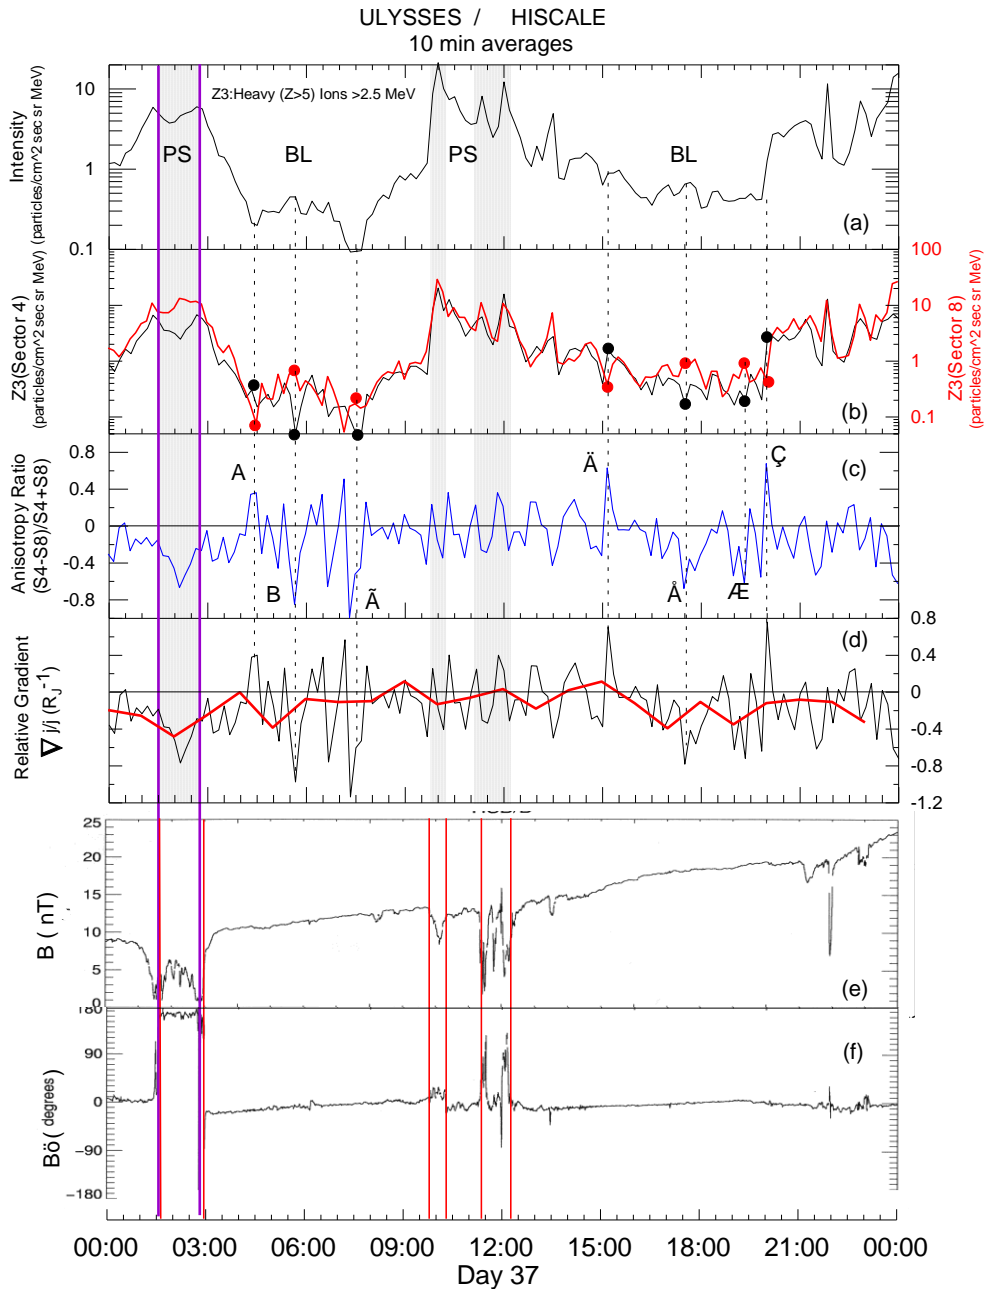 ULYSSES / HISCALE
10 min averages
Intensity
(particles/cm^2 sec sr MeV)
10
1
0.1
Z3:Heavy (Z>5) Ions >2.5 MeV
PS
BL
PS
BL
(a)
Z3(Sector 4)
(particles/cm^2 sec sr MeV)
100
10
1
0.1
Z3(Sector 8)
(particles/cm^2 sec sr MeV)
(b)
Anisotropy Ratio
(S4-S8)/(S4+S8)
0.8
0.4
0
-0.4
-0.8
A
B
Ã
Ä
Å
Æ
Ç
(c)
Relative Gradient
∇ j/j (R_J^-1)
0.8
0.4
0
-0.4
-0.8
-1.2
(d)
B ( nT)
25
20
15
10
5
0
(e)
Bö( degrees)
180
90
0
-90
-180
(f)
00:00 03:00 06:00 09:00 12:00 15:00 18:00 21:00 00:00
Day 37